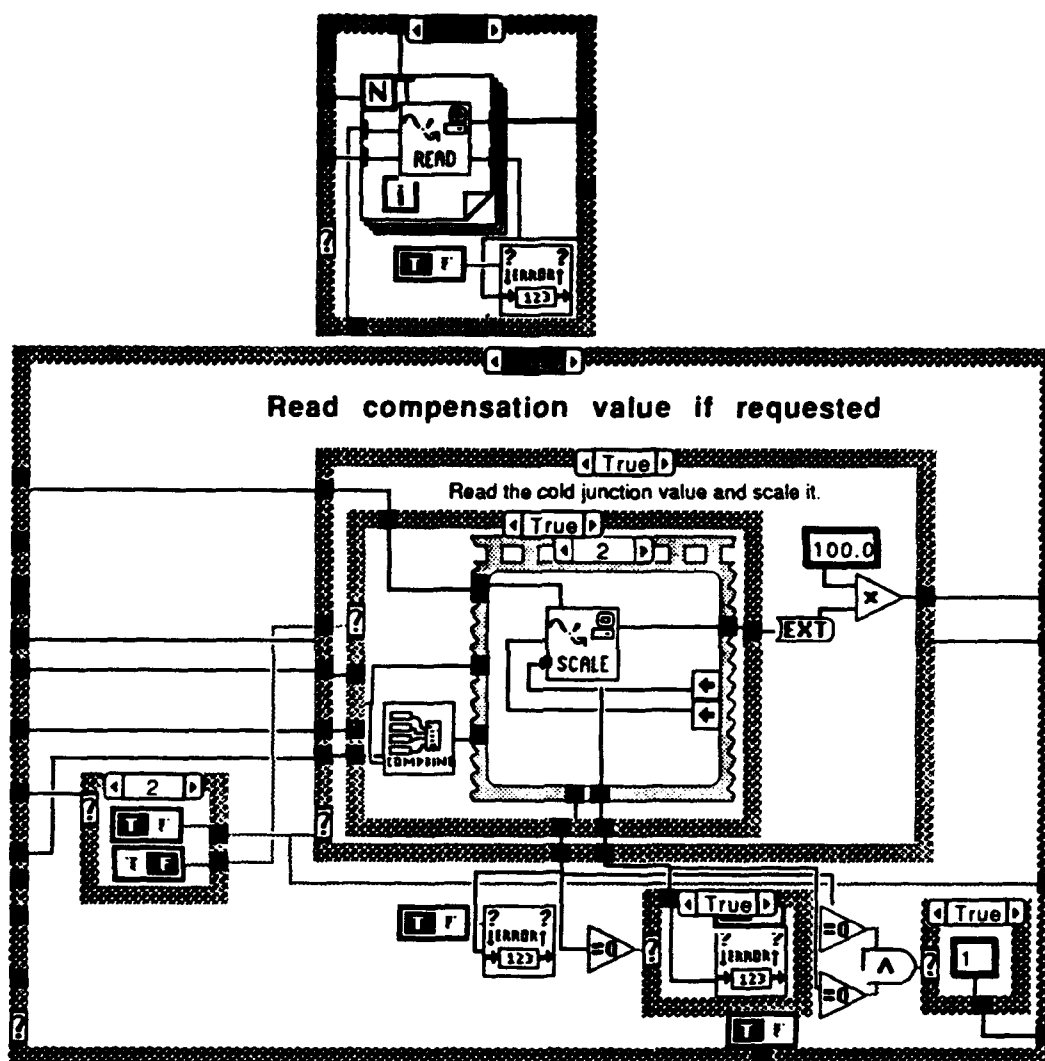 N
READ
i
?
T F
? ?
ERROR
123
Read compensation value if requested
True
Read the cold junction value and scale it.
True
2
100.0
x
?
EXT
SCALE
COMBINE
2
?
T F
T F
?
True
True
T F
? ?
ERROR
123
=0
?
? ?
ERROR
123
=0
=0
∧
?
1
?
T F